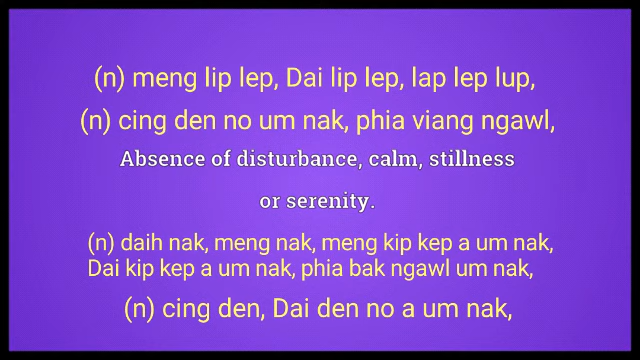 (n) meng lip lep, Dai lip lep, lap lep lup,
(n) cing den no um nak, phia viang ngawl,
Absence of disturbance, calm, stillness
or serenity.
(n) daih nak, meng nak, meng kip kep a um nak,
Dai kip kep a um nak, phia bak ngawl um nak,
(n) cing den, Dai den no a um nak,